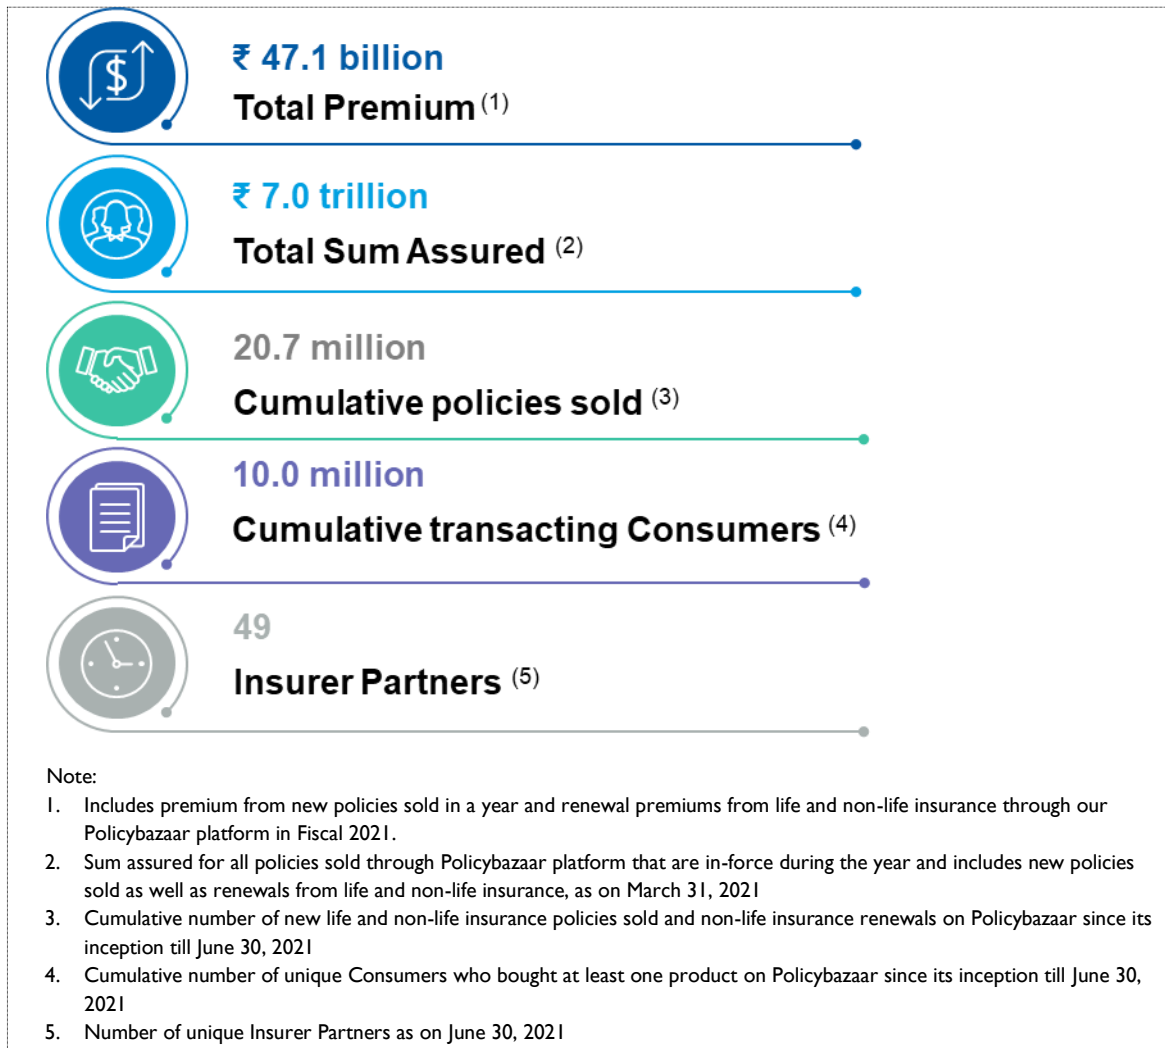 ₹ 47.1 billion
Total Premium (1)
₹ 7.0 trillion
Total Sum Assured (2)
20.7 million
Cumulative policies sold (3)
10.0 million
Cumulative transacting Consumers (4)
49
Insurer Partners (5)
Note:
1. Includes premium from new policies sold in a year and renewal premiums from life and non-life insurance through our
Policybazaar platform in Fiscal 2021.
2. Sum assured for all policies sold through Policybazaar platform that are in-force during the year and includes new policies
sold as well as renewals from life and non-life insurance, as on March 31, 2021
3. Cumulative number of new life and non-life insurance policies sold and non-life insurance renewals on Policybazaar since its
inception till June 30, 2021
4. Cumulative number of unique Consumers who bought at least one product on Policybazaar since its inception till June 30,
2021
5. Number of unique Insurer Partners as on June 30, 2021